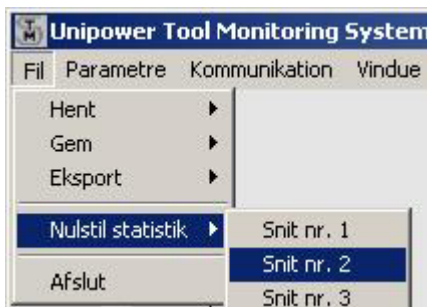 TM Unipower Tool Monitoring System
Fil Parametre Kommunikation Vindue
Hent
Gem
Eksport
Nulstil statistik
Snit nr. 1
Snit nr. 2
Afslut
Snit nr. 3